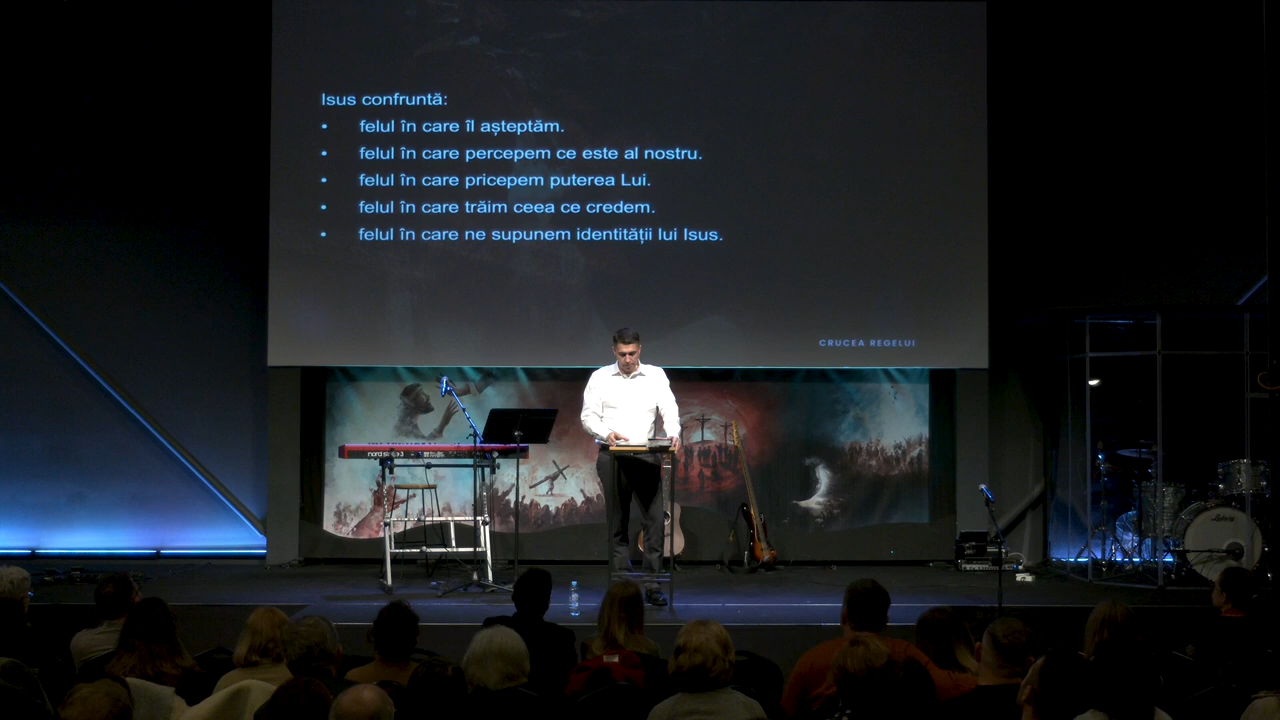 Isus confruntă:
• felul în care îl așteptăm.
• felul în care percepem ce este al nostru.
• felul în care pricepem puterea Lui.
• felul în care trăim ceea ce credem.
• felul în care ne supunem identității lui Isus.
CRUCEA REGELUI
nord
Ludwig